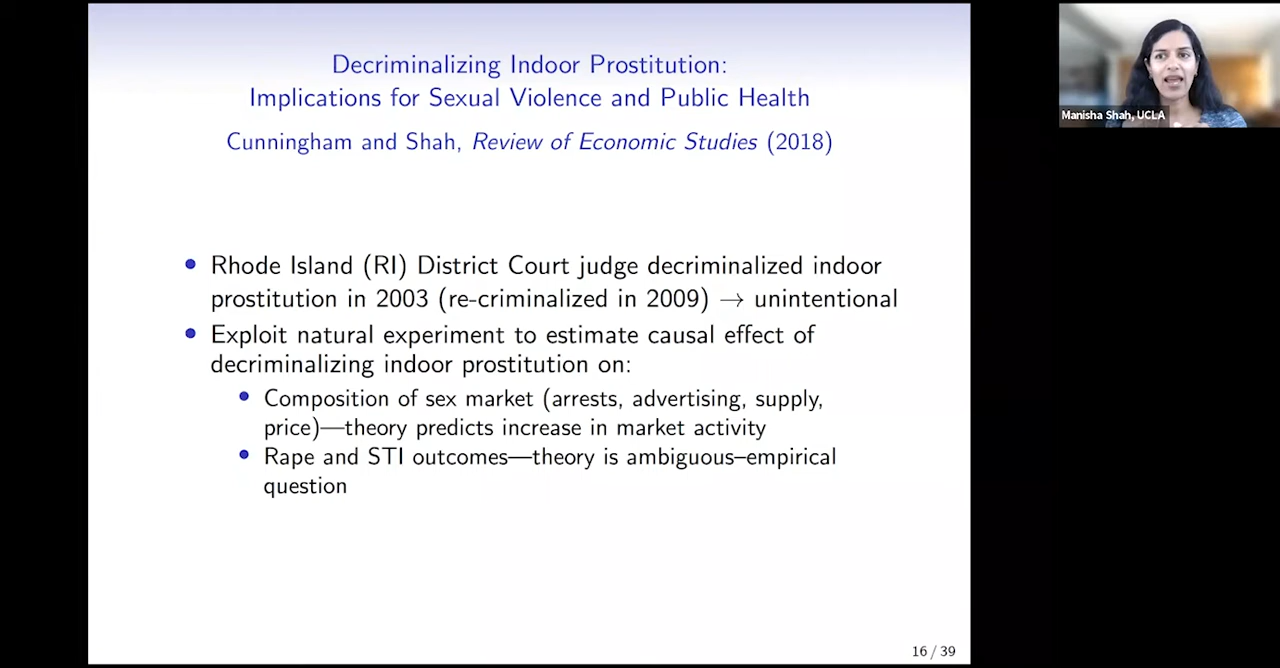 Decriminalizing Indoor Prostitution:
Implications for Sexual Violence and Public Health
Cunningham and Shah, Review of Economic Studies (2018)
• Rhode Island (RI) District Court judge decriminalized indoor
prostitution in 2003 (re-criminalized in 2009) → unintentional
• Exploit natural experiment to estimate causal effect of
decriminalizing indoor prostitution on:
• Composition of sex market (arrests, advertising, supply,
price)—theory predicts increase in market activity
• Rape and STI outcomes—theory is ambiguous–empirical
question
16 / 39
Manisha Shah, UCLA